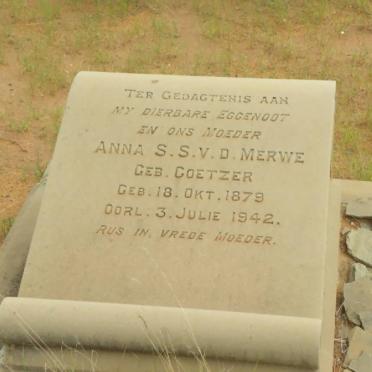 TER GEDAGTENIS AAN
MY DIERBARE EGGENOOT
EN ONS MOEDER
ANNA S.S.V.D. MERWE
GEB. COETZER
GEB. 18. OKT. 1879
OORL. 3. JULIE 1942.
RUS IN VREDE MOEDER.